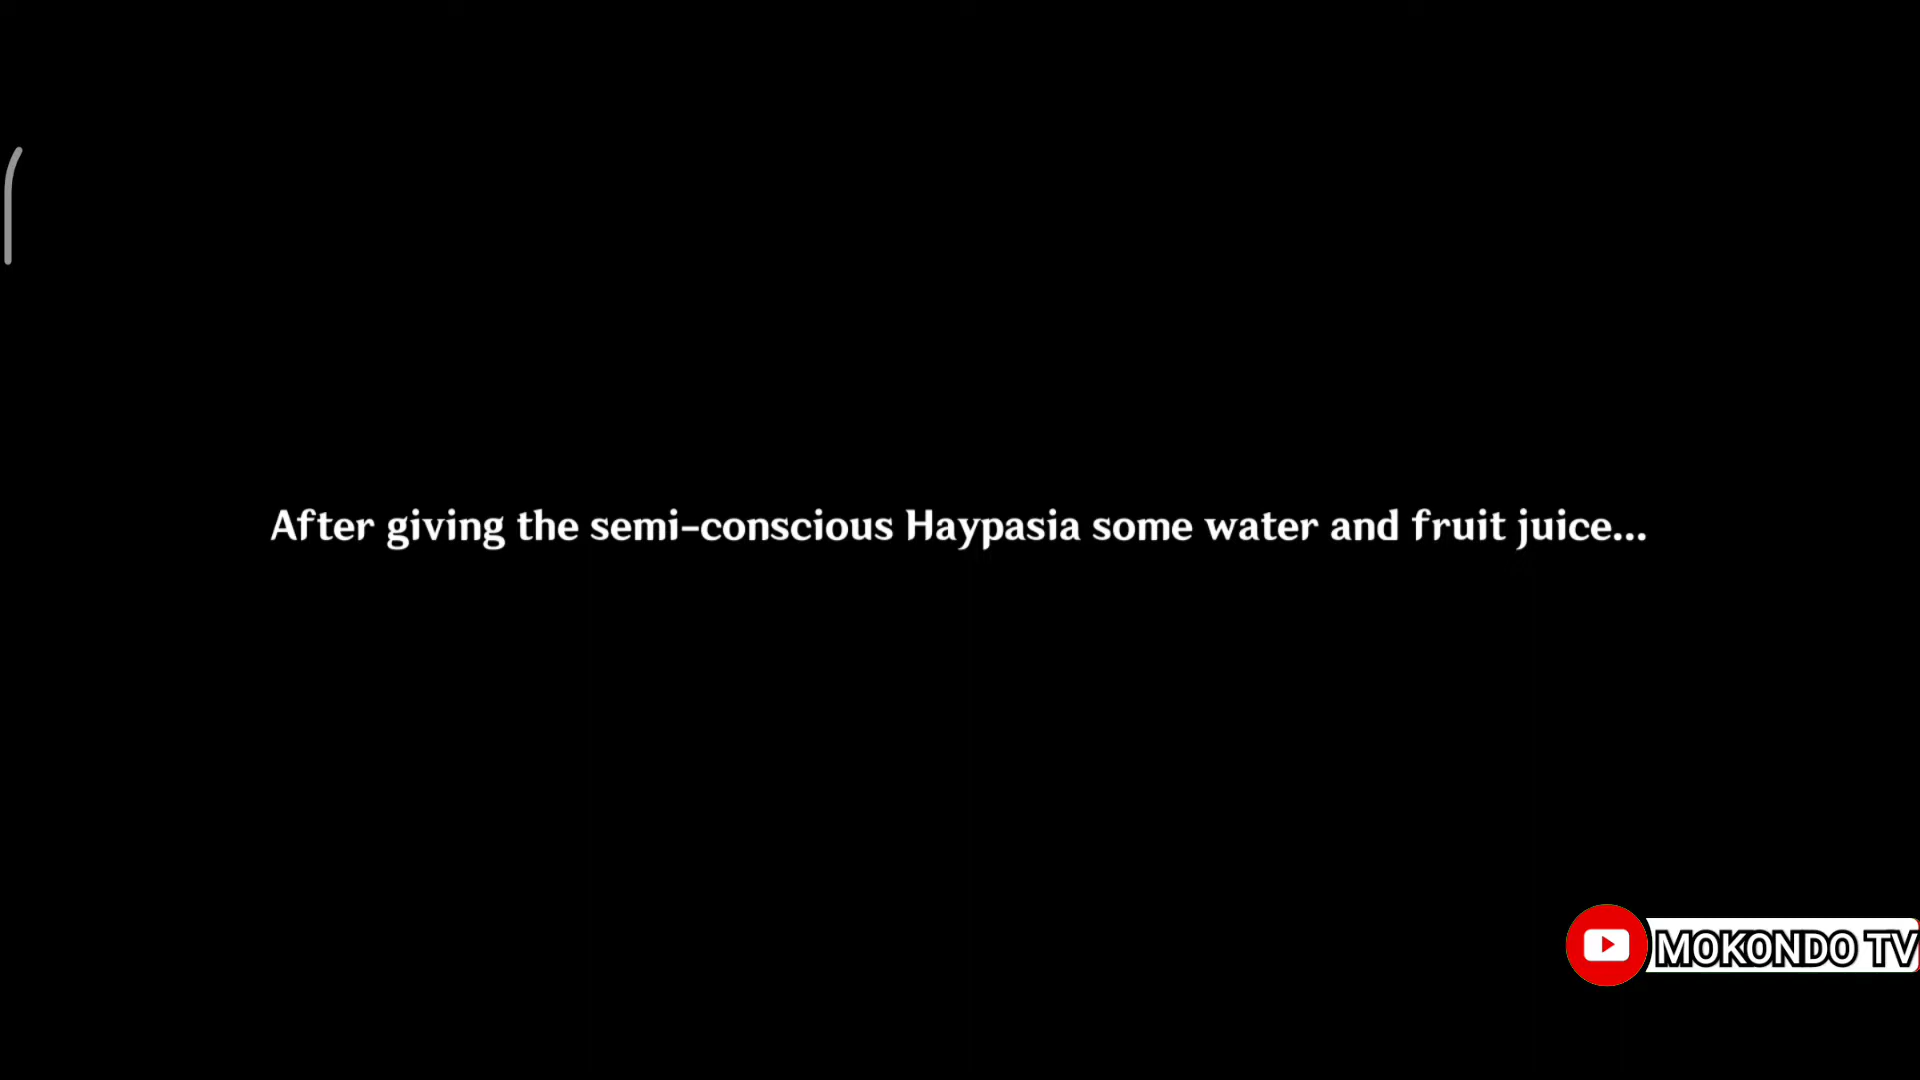 After giving the semi-conscious Haypasia some water and fruit juice...
MOKONDO TV